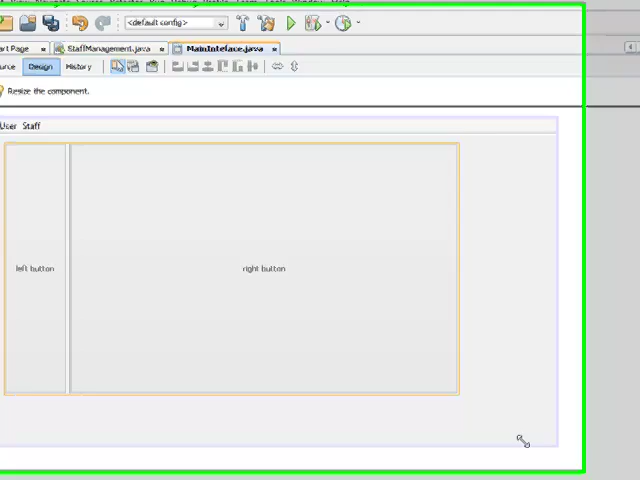 <default config>
art Page StaffManagement.java MainInteface.java
urce Design History
Resize the component.
User Staff
left button right button